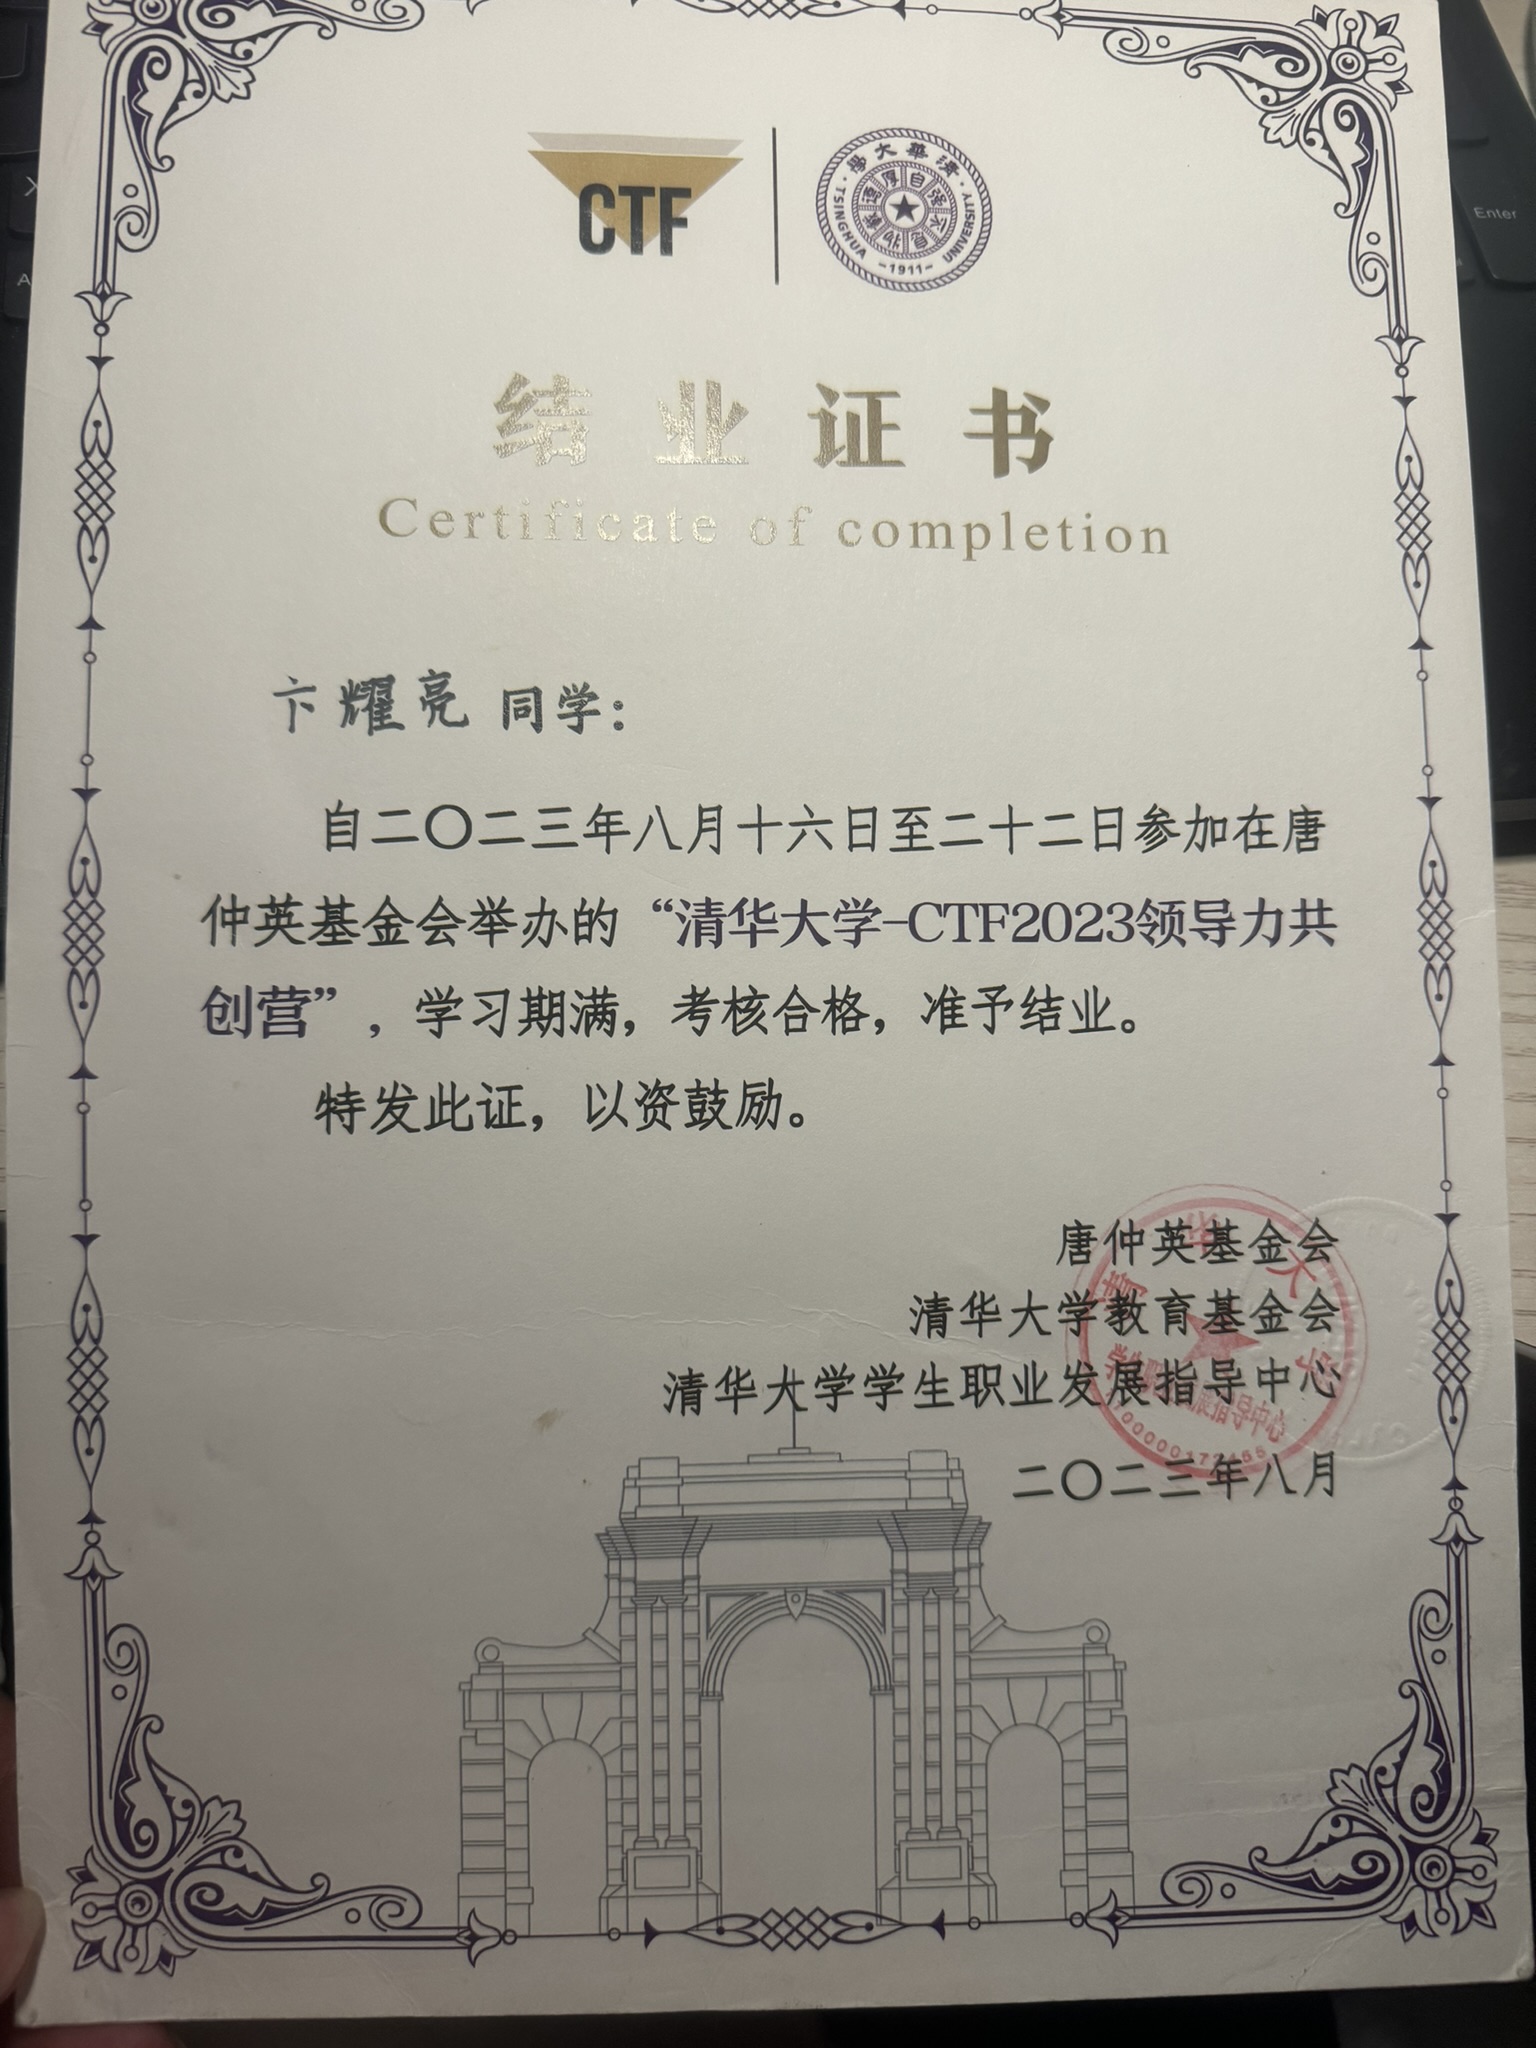 CTF
清華大學
TSINGHUA UNIVERSITY
自强不息
厚德載物
-1911-
结业证书
Certificate of completion
卞耀亮 同学：
自二〇二三年八月十六日至二十二日参加在唐
仲英基金会举办的“清华大学-CTF2023领导力共
创营”，学习期满，考核合格，准予结业。
特发此证，以资鼓励。
唐仲英基金会
清华大学教育基金会
清华大学学生职业发展指导中心
二〇二三年八月
清华大学
Enter